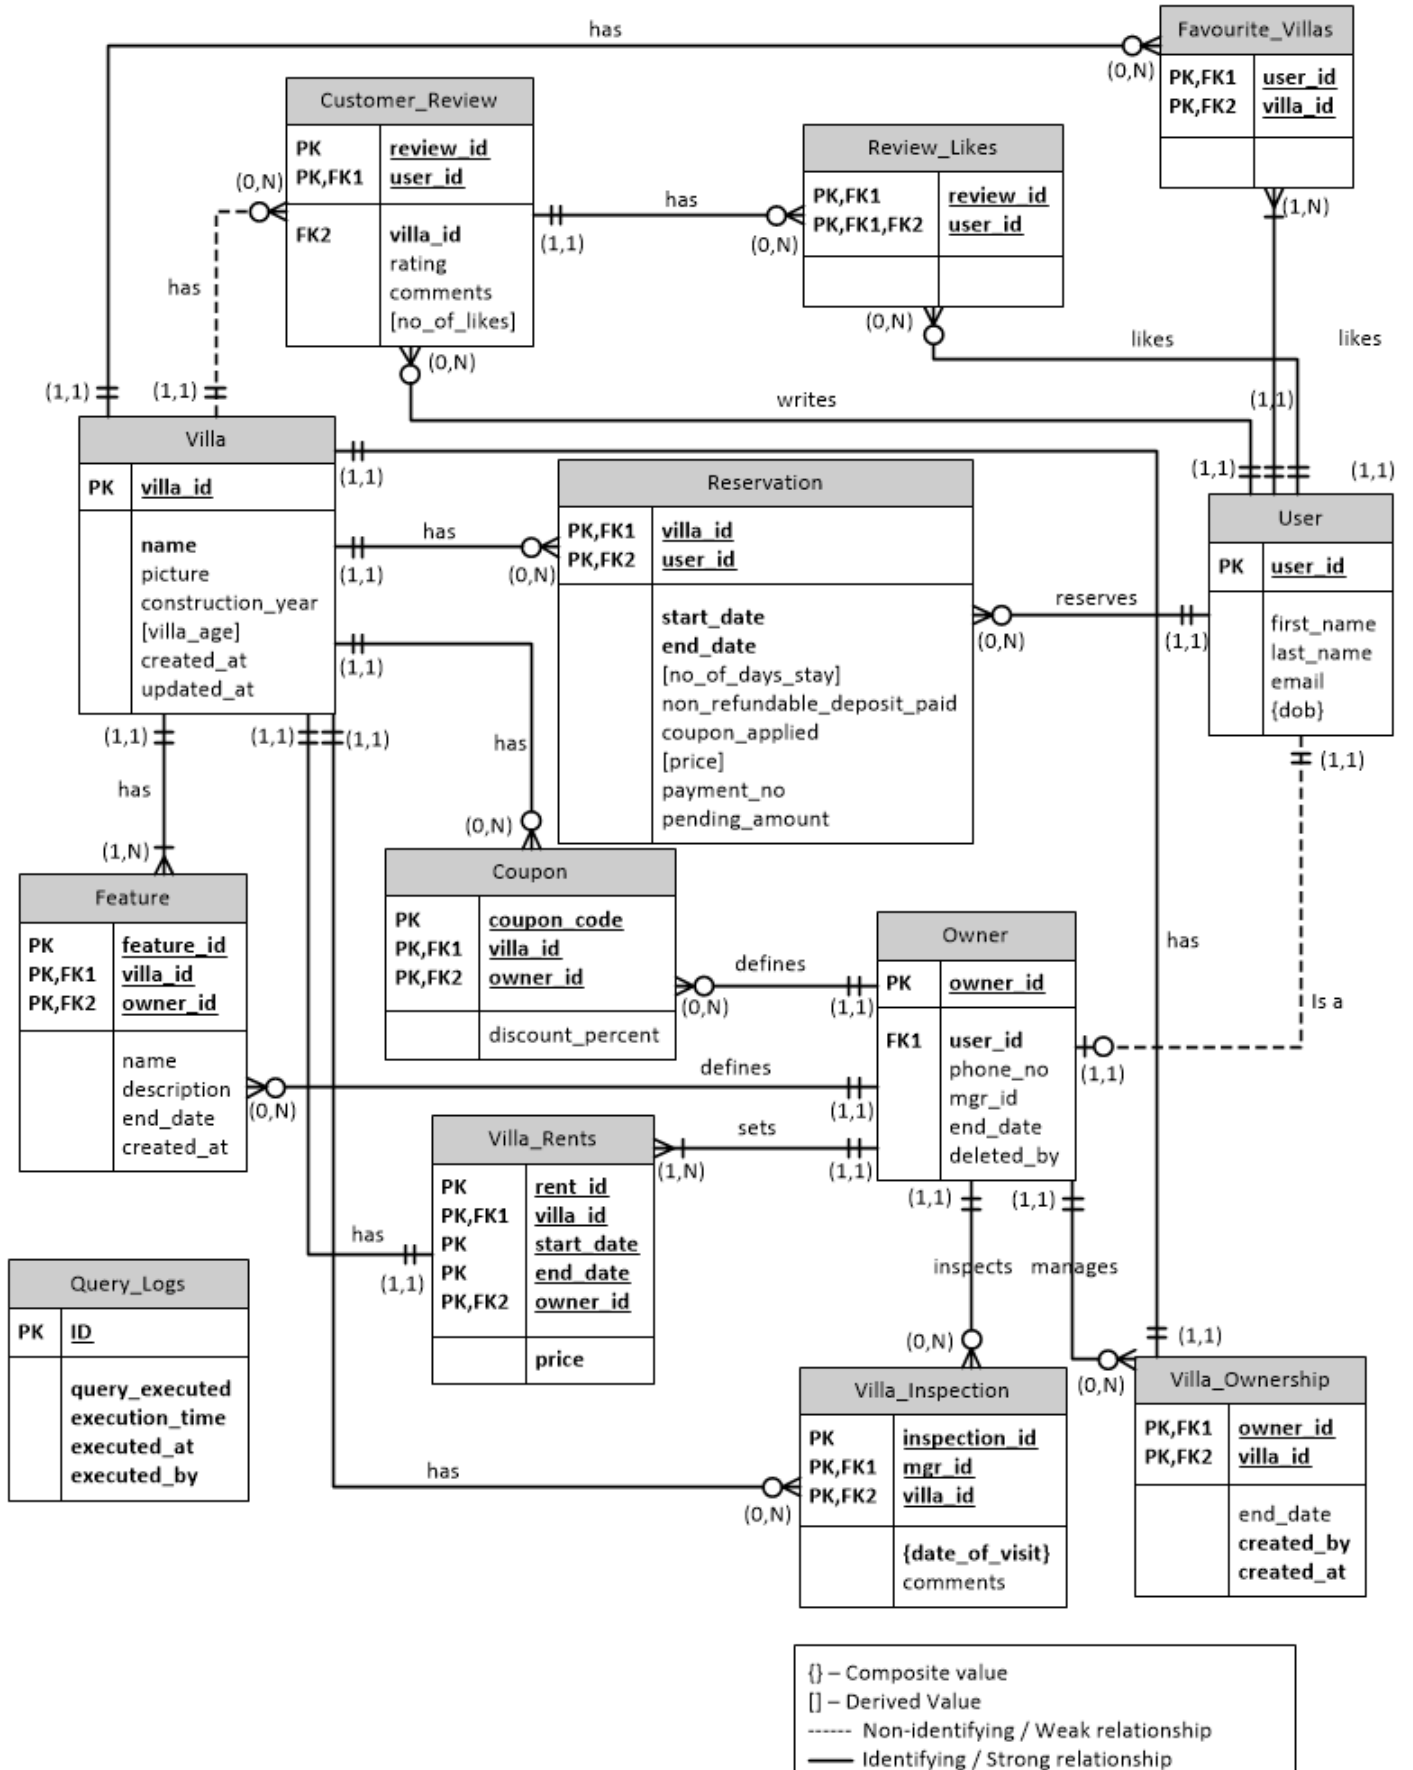 has
Favourite_Villas
(0,N)
PK,FK1 user_id
PK,FK2 villa_id
(1,N)
Customer_Review
PK review_id
PK,FK1 user_id
FK2 villa_id
rating
comments
[no_of_likes]
(0,N)
has
(1,1)
has
(0,N)
Review_Likes
PK,FK1 review_id
PK,FK1,FK2 user_id
(0,N)
likes
likes
(0,N)
writes
(1,1)
(1,1)
(1,1)
(1,1)
(1,1)
Villa
PK villa_id
name
picture
construction_year
[villa_age]
created_at
updated_at
(1,1)
has
(1,1)
(0,N)
(1,1)
Reservation
PK,FK1 villa_id
PK,FK2 user_id
start_date
end_date
[no_of_days_stay]
non_refundable_deposit_paid
coupon_applied
[price]
payment_no
pending_amount
reserves
(0,N)
(1,1)
User
PK user_id
first_name
last_name
email
{dob}
(1,1)
(1,1)
(1,1)
(1,1)
has
has
(1,N)
(0,N)
Feature
PK feature_id
PK,FK1 villa_id
PK,FK2 owner_id
name
description
end_date
created_at
Coupon
PK coupon_code
PK,FK1 villa_id
PK,FK2 owner_id
discount_percent
defines
(0,N)
(1,1)
Owner
PK owner_id
FK1 user_id
phone_no
mgr_id
end_date
deleted_by
has
Is a
(1,1)
defines
(0,N)
(1,1)
sets
(1,N)
(1,1)
Villa_Rents
PK rent_id
PK,FK1 villa_id
PK start_date
PK end_date
PK,FK2 owner_id
price
has
(1,1)
(1,1)
(1,1)
inspects
manages
Query_Logs
PK ID
query_executed
execution_time
executed_at
executed_by
(0,N)
(1,1)
(0,N)
Villa_Inspection
PK inspection_id
PK,FK1 mgr_id
PK,FK2 villa_id
{date_of_visit}
comments
Villa_Ownership
PK,FK1 owner_id
PK,FK2 villa_id
end_date
created_by
created_at
has
(0,N)
{} – Composite value
[] – Derived Value
------ Non-identifying / Weak relationship
Identifying / Strong relationship